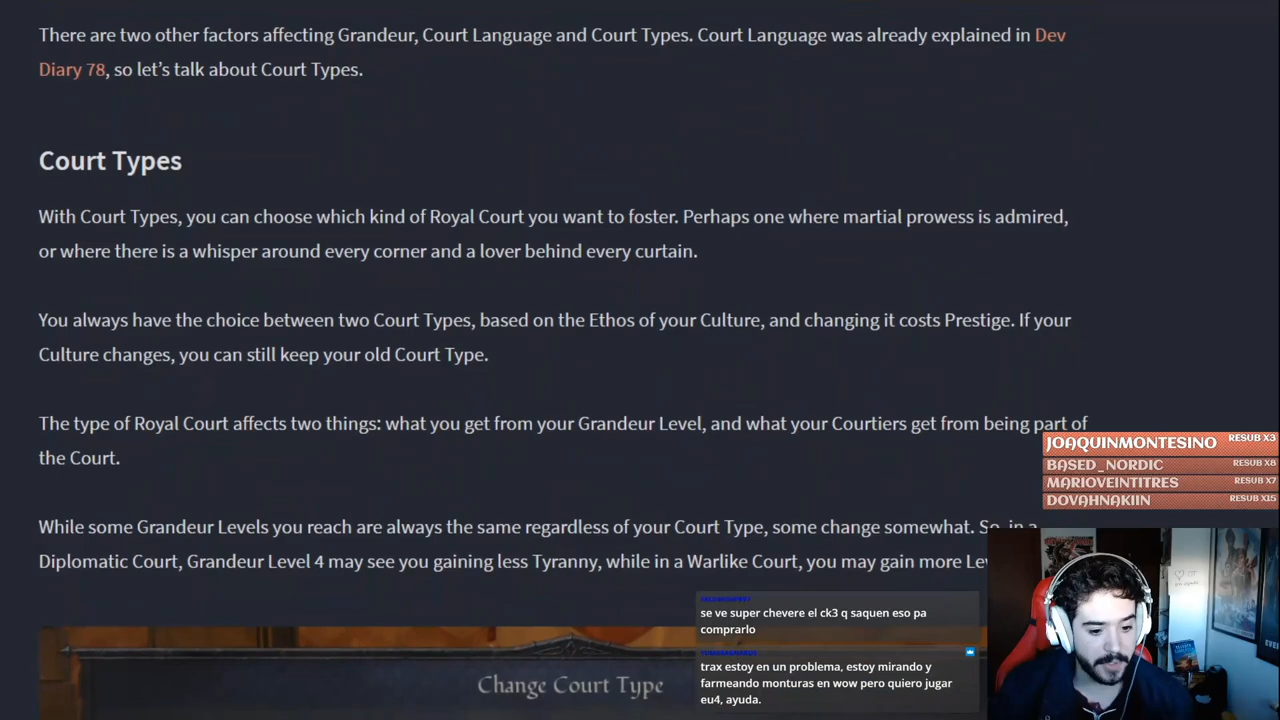 There are two other factors affecting Grandeur, Court Language and Court Types. Court Language was already explained in Dev
Diary 78, so let’s talk about Court Types.
Court Types
With Court Types, you can choose which kind of Royal Court you want to foster. Perhaps one where martial prowess is admired,
or where there is a whisper around every corner and a lover behind every curtain.
You always have the choice between two Court Types, based on the Ethos of your Culture, and changing it costs Prestige. If your
Culture changes, you can still keep your old Court Type.
The type of Royal Court affects two things: what you get from your Grandeur Level, and what your Courtiers get from being part of
the Court.
JOAQUINMONTESINO RESUB X3
BASED_NORDIC RESUB X8
MARIOVEINTITRES RESUB X7
DOVAHNAKIIN RESUB X15
While some Grandeur Levels you reach are always the same regardless of your Court Type, some change somewhat. So, in a
Diplomatic Court, Grandeur Level 4 may see you gaining less Tyranny, while in a Warlike Court, you may gain more
se ve super chevere el ck3 q saquen eso pa
comprarlo
trax estoy en un problema, estoy mirando y
farmeando monturas en wow pero quiero jugar
eu4, ayuda.
Change Court Type